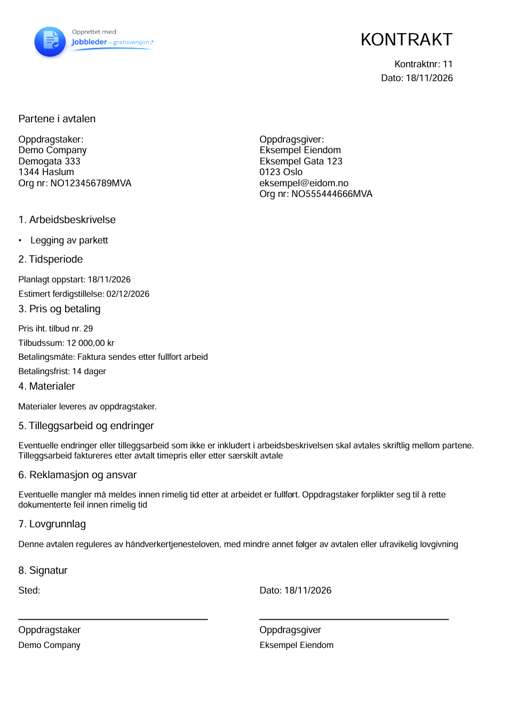 Opprettet med
Jobbleder – gratisversjon.*
KONTRAKT
Kontraktnr: 11
Dato: 18/11/2026
Partene i avtalen
Oppdragstaker:
Demo Company
Demogata 333
1344 Haslum
Org nr: NO123456789MVA
Oppdragsgiver:
Eksempel Eiendom
Eksempel Gata 123
0123 Oslo
eksempel@eidom.no
Org nr: NO555444666MVA
1. Arbeidsbeskrivelse
• Legging av parkett
2. Tidsperiode
Planlagt oppstart: 18/11/2026
Estimert ferdigstillelse: 02/12/2026
3. Pris og betaling
Pris iht. tilbud nr. 29
Tilbudssum: 12 000,00 kr
Betalingsmåte: Faktura sendes etter fullfort arbeid
Betalingsfrist: 14 dager
4. Materialer
Materialer leveres av oppdragstaker.
5. Tilleggsarbeid og endringer
Eventuelle endringer eller tilleggsarbeid som ikke er inkludert i arbeidsbeskrivelsen skal avtales skriftlig mellom partene.
Tilleggsarbeid faktureres etter avtalt timepris eller etter særskilt avtale
6. Reklamasjon og ansvar
Eventuelle mangler må meldes innen rimelig tid etter at arbeidet er fullført. Oppdragstaker forplikter seg til å rette
dokumenterte feil innen rimelig tid
7. Lovgrunnlag
Denne avtalen reguleres av håndverkertjenesteloven, med mindre annet følger av avtalen eller ufravikelig lovgivning
8. Signatur
Sted:
Dato: 18/11/2026
Oppdragstaker
Demo Company
Oppdragsgiver
Eksempel Eiendom